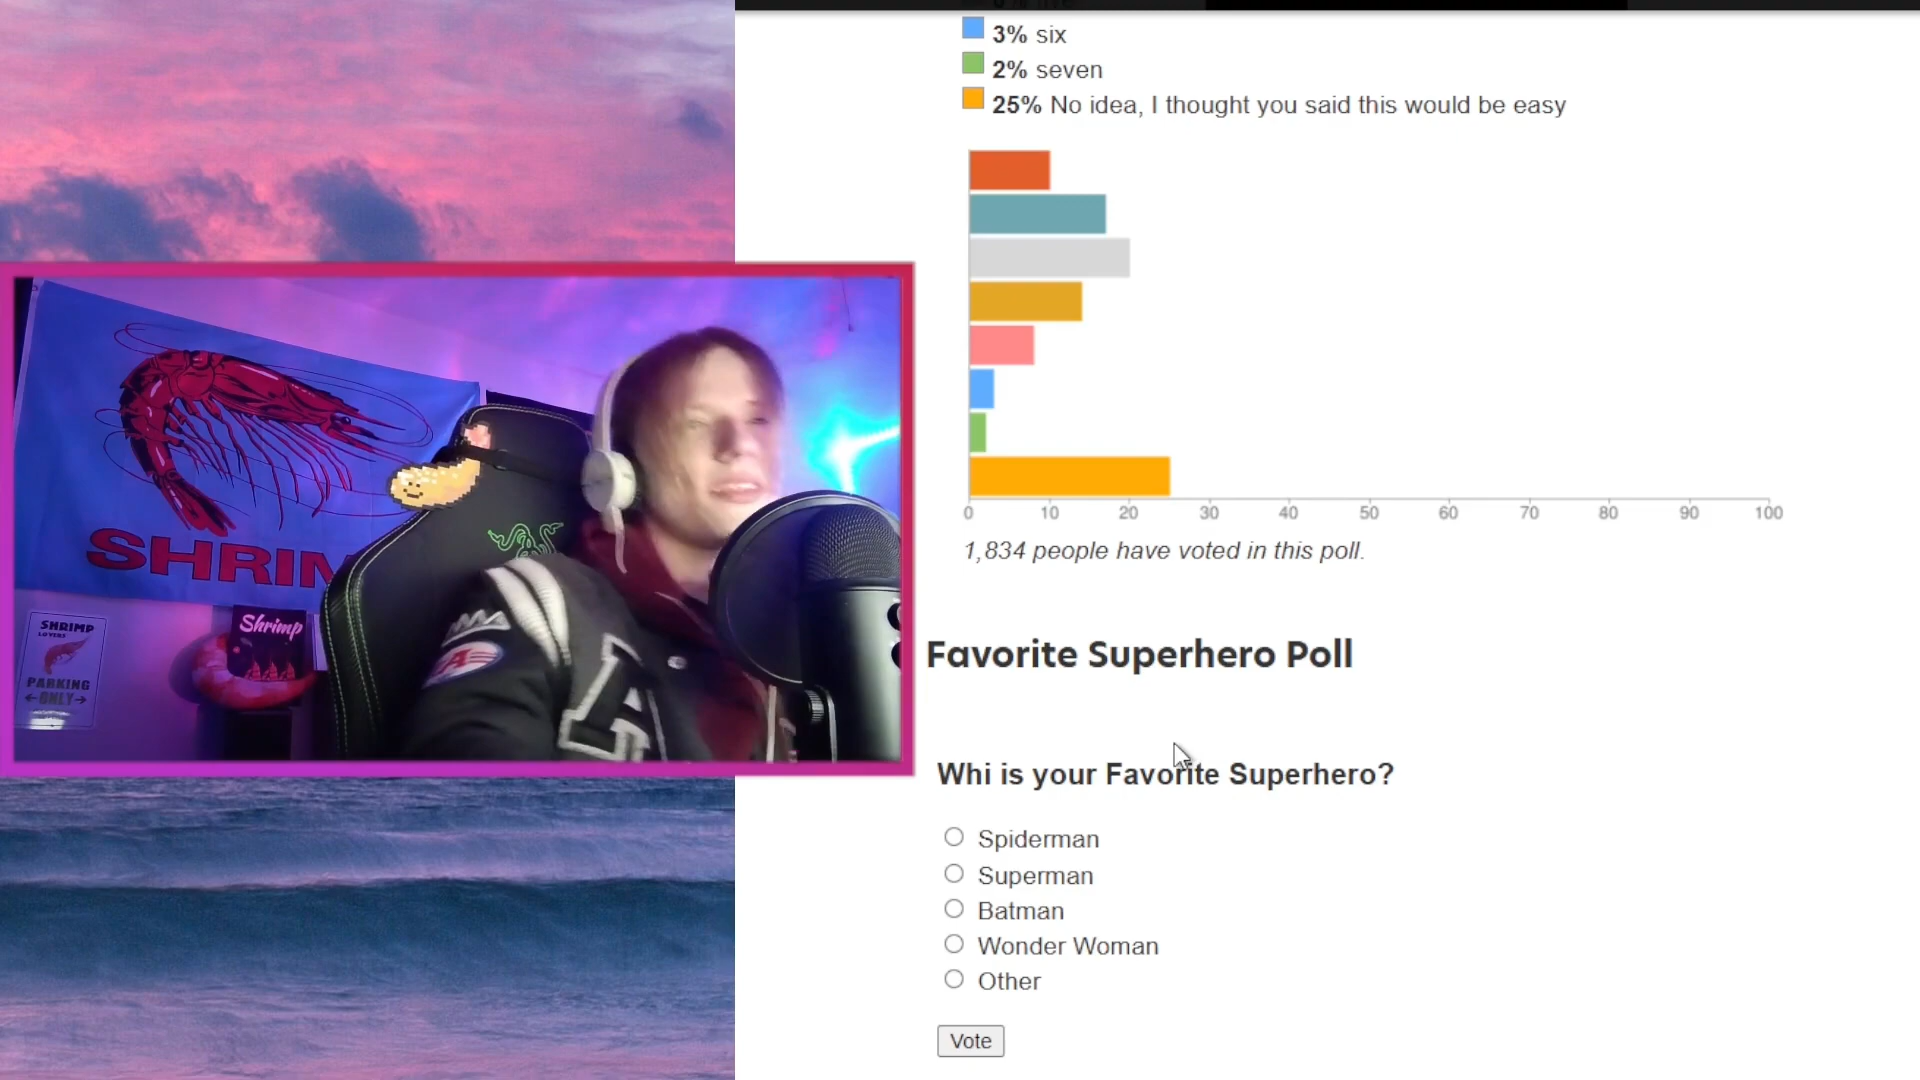 3% six
2% seven
25% No idea, I thought you said this would be easy
0 10 20 30 40 50 60 70 80 90 100
1,834 people have voted in this poll.
SHRIM
Shrimp
SHRIMP
LOVERS
PARKING
←ONLY→
Favorite Superhero Poll
Whi is your Favorite Superhero?
Spiderman
Superman
Batman
Wonder Woman
Other
Vote